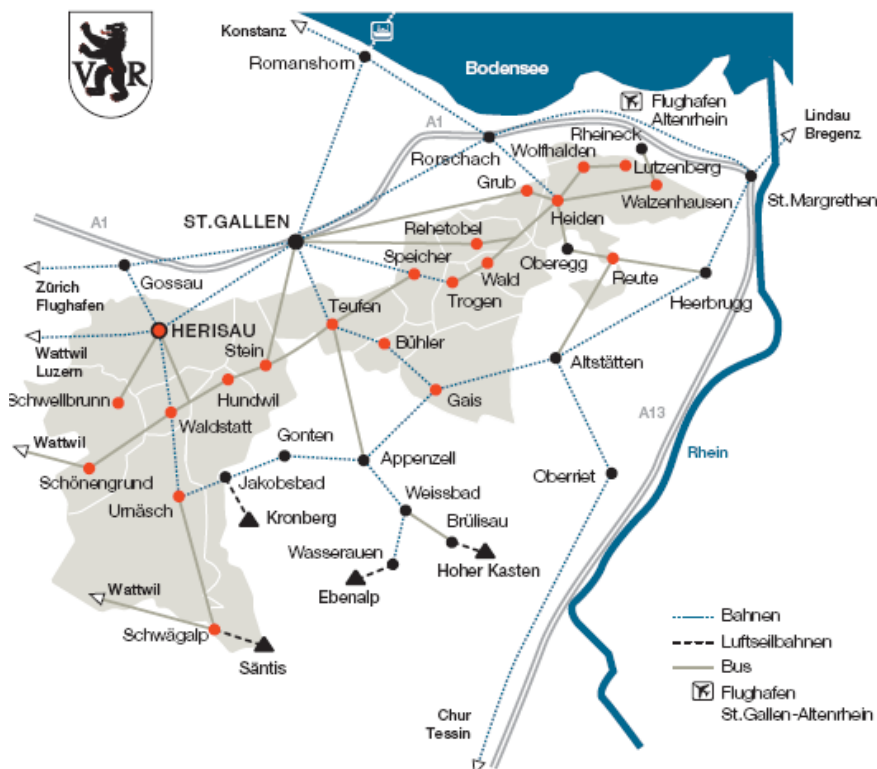 V R
Konstanz
Romanshorn
Bodensee
Flughafen
Altenrhein
Lindau
Bregenz
A1
Rheineck
Rorschach
Wolfhalden
Lutzenberg
Grub
St.Margrethen
Walzenhausen
Heiden
ST.GALLEN
A1
Rehetobel
Speicher
Oberegg
Wald
Reute
Zürich
Flughafen
Gossau
Trogen
Heerbrugg
Teufen
HERISAU
Wattwil
Luzern
Stein
Bühler
Altstätten
Schwellbrunn
Hundwil
Gais
Waldstatt
A13
Wattwil
Gonten
Appenzell
Rhein
Schönengrund
Jakobsbad
Oberriet
Urnäsch
Weissbad
Kronberg
Brülisau
Wasserauen
Hoher Kasten
Ebenalp
Wattwil
Schwägalp
Säntis
Bahnen
Luftseilbahnen
Bus
Flughafen
St.Gallen-Altenrhein
Chur
Tessin